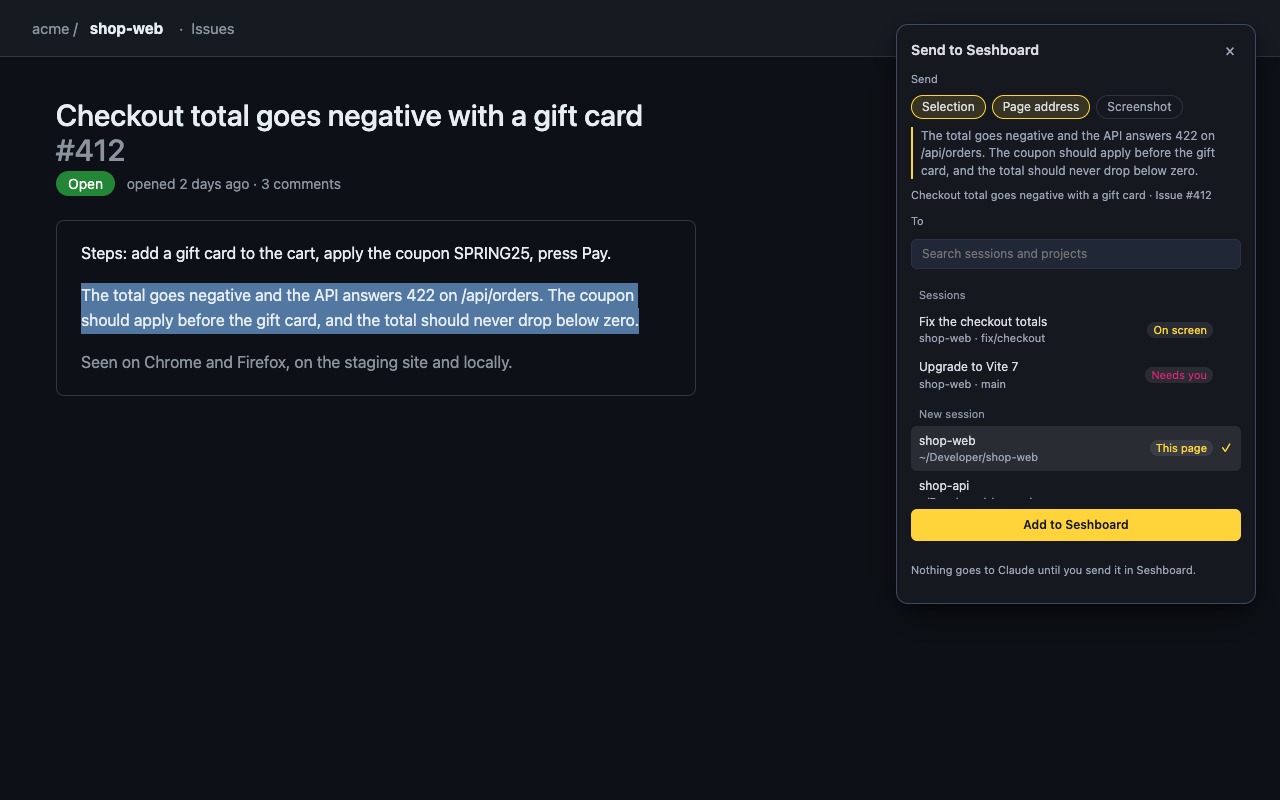 acme / shop-web · Issues
Checkout total goes negative with a gift card
#412
Open opened 2 days ago · 3 comments
Steps: add a gift card to the cart, apply the coupon SPRING25, press Pay.
The total goes negative and the API answers 422 on /api/orders. The coupon
should apply before the gift card, and the total should never drop below zero.
Seen on Chrome and Firefox, on the staging site and locally.
Send to Seshboard ×
Send
Selection Page address Screenshot
The total goes negative and the API answers 422 on
/api/orders. The coupon should apply before the gift
card, and the total should never drop below zero.
Checkout total goes negative with a gift card · Issue #412
To
Search sessions and projects
Sessions
Fix the checkout totals
shop-web · fix/checkout
On screen
Upgrade to Vite 7
shop-web · main
Needs you
New session
shop-web
~/Developer/shop-web
This page ✓
shop-api
Add to Seshboard
Nothing goes to Claude until you send it in Seshboard.